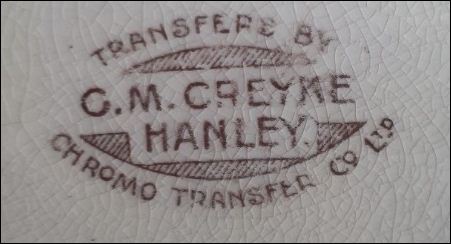 TRANSFERS BY
C.M. CREYKE
HANLEY.
CHROMO TRANSFER CO LTD